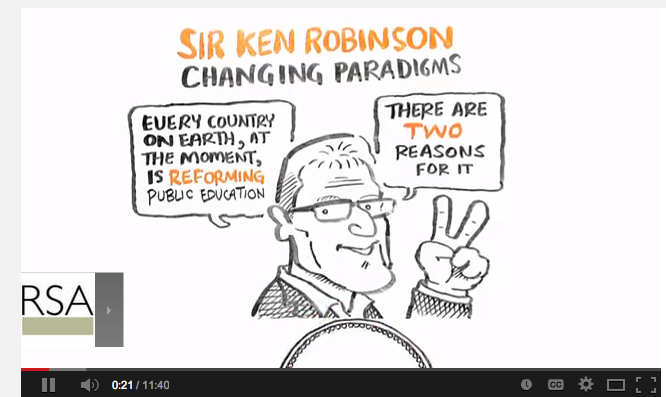 SIR KEN ROBINSON
CHANGING PARADIGMS
EVERY COUNTRY
ON EARTH, AT
THE MOMENT,
IS REFORMING
PUBLIC EDUCATION
THERE ARE
TWO
REASONS
FOR IT
RSA
0:21 / 11:40
CC